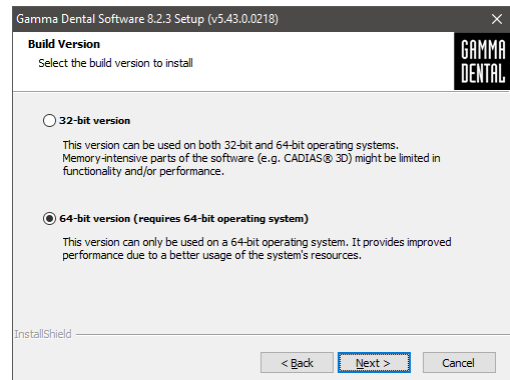 Gamma Dental Software 8.2.3 Setup (v5.43.0.0218)
Build Version
Select the build version to install
GAMMA
DENTAL
32-bit version
This version can be used on both 32-bit and 64-bit operating systems.
Memory-intensive parts of the software (e.g. CADIAS® 3D) might be limited in
functionality and/or performance.
64-bit version (requires 64-bit operating system)
This version can only be used on a 64-bit operating system. It provides improved
performance due to a better usage of the system's resources.
InstallShield
< Back Next > Cancel